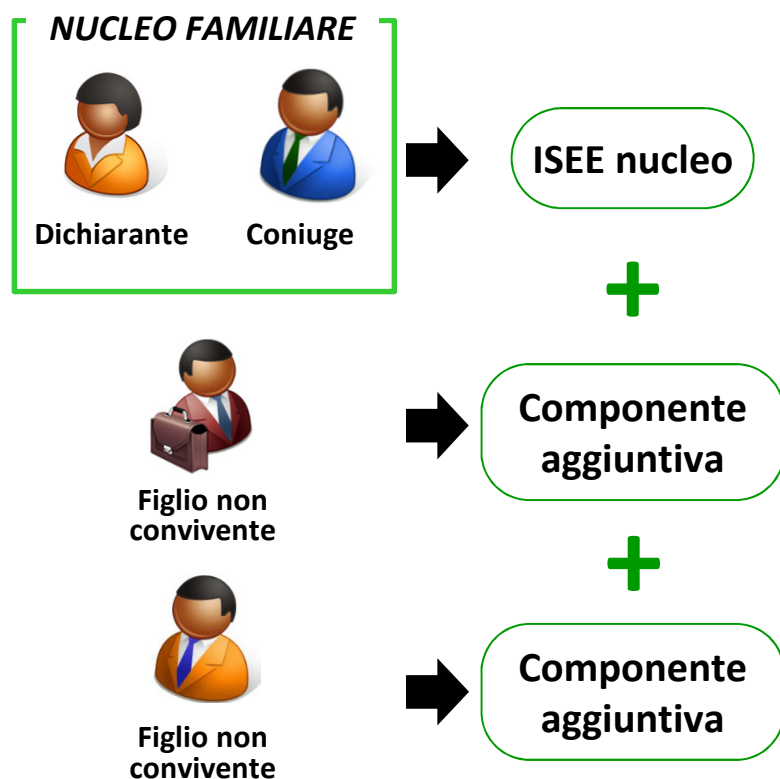 NUCLEO FAMILIARE
Dichiarante
Coniuge
ISEE nucleo
+
Figlio non
convivente
Componente
aggiuntiva
+
Figlio non
convivente
Componente
aggiuntiva